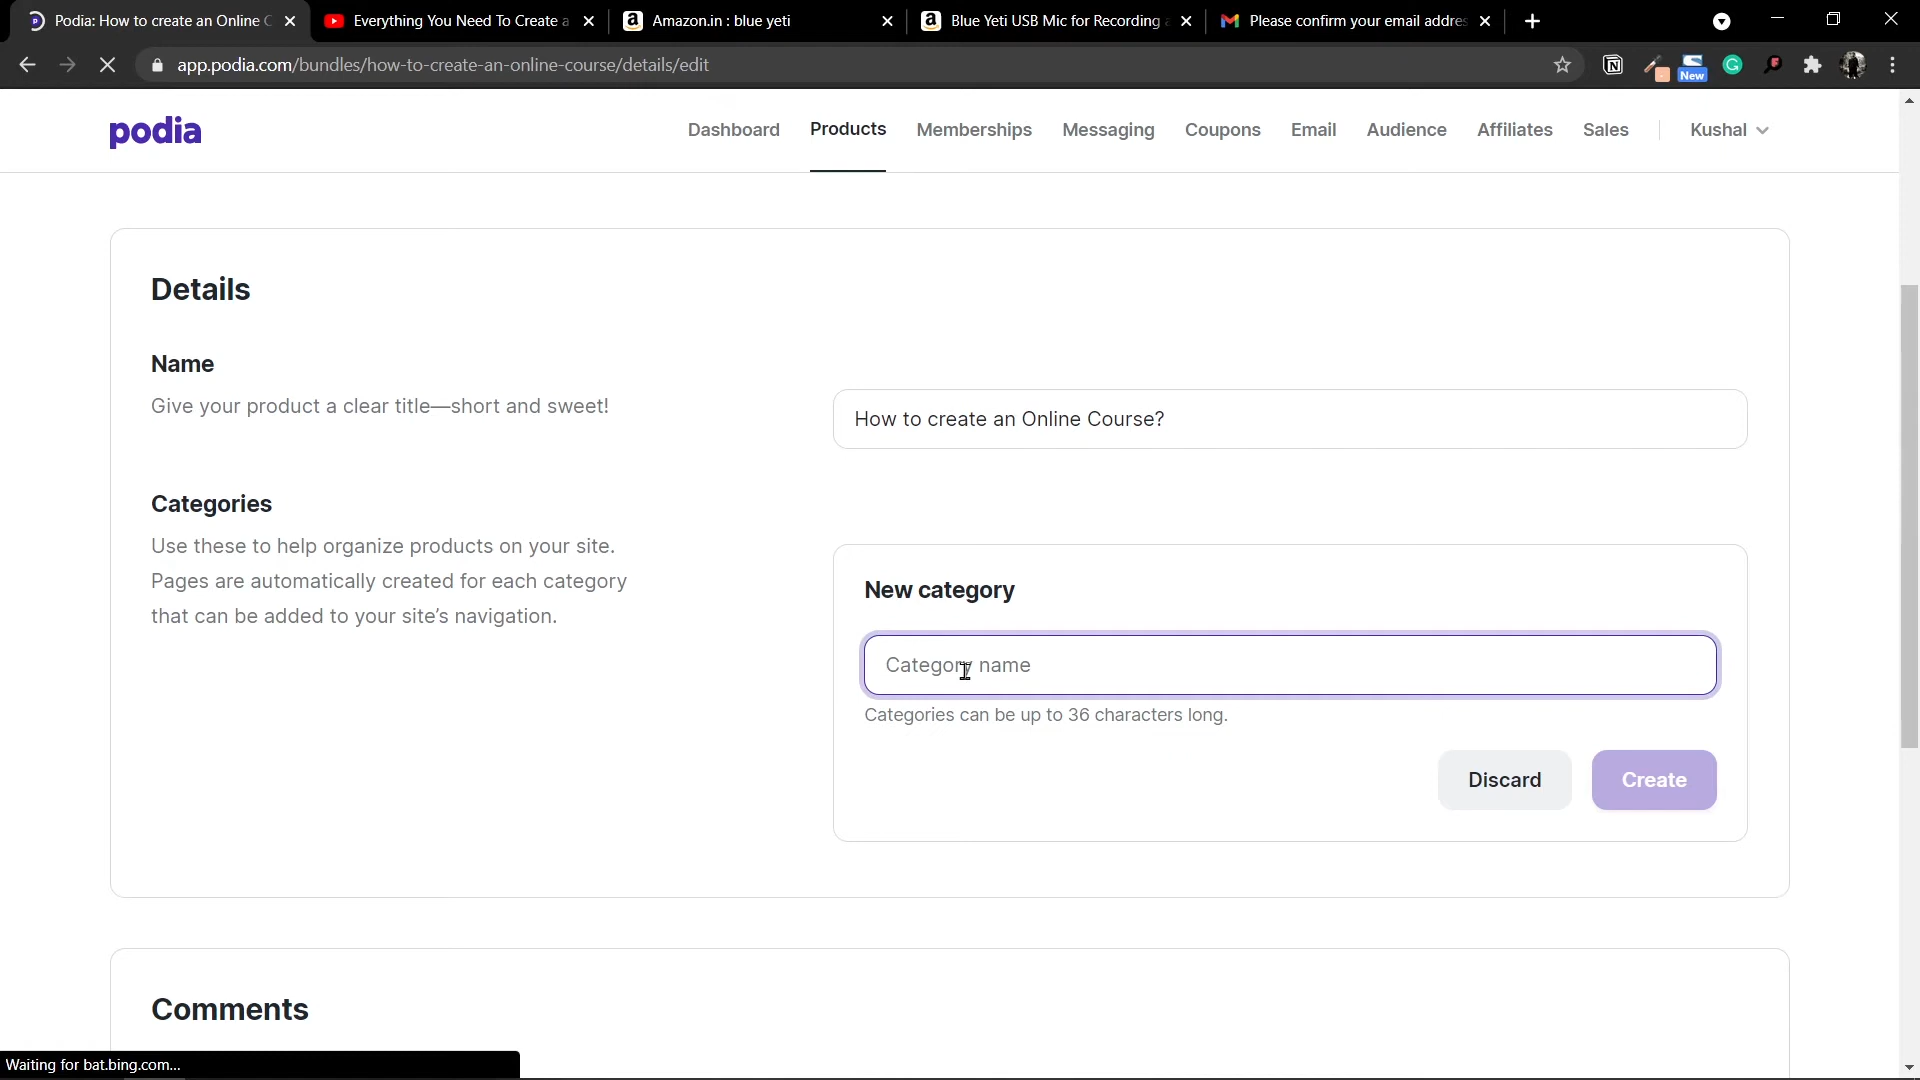 Podia: How to create an Online C
Everything You Need To Create a
Amazon.in : blue yeti
Blue Yeti USB Mic for Recording a
Please confirm your email addres
app.podia.com/bundles/how-to-create-an-online-course/details/edit
New
podia
Dashboard
Products
Memberships
Messaging
Coupons
Email
Audience
Affiliates
Sales
Kushal
Details
Name
Give your product a clear title—short and sweet!
How to create an Online Course?
Categories
Use these to help organize products on your site.
Pages are automatically created for each category
that can be added to your site’s navigation.
New category
Category name
Categories can be up to 36 characters long.
Discard
Create
Comments
Waiting for bat.bing.com...